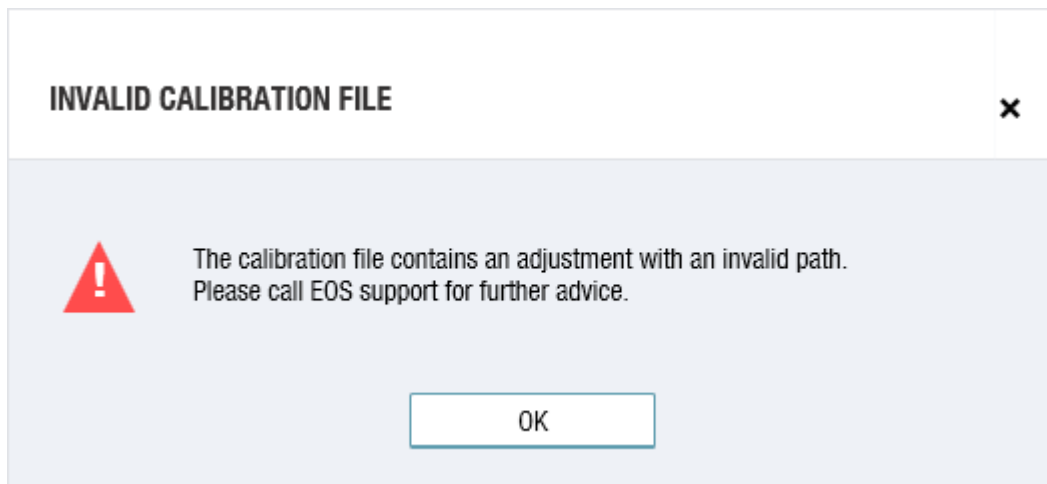 INVALID CALIBRATION FILE
The calibration file contains an adjustment with an invalid path.
Please call EOS support for further advice.
OK